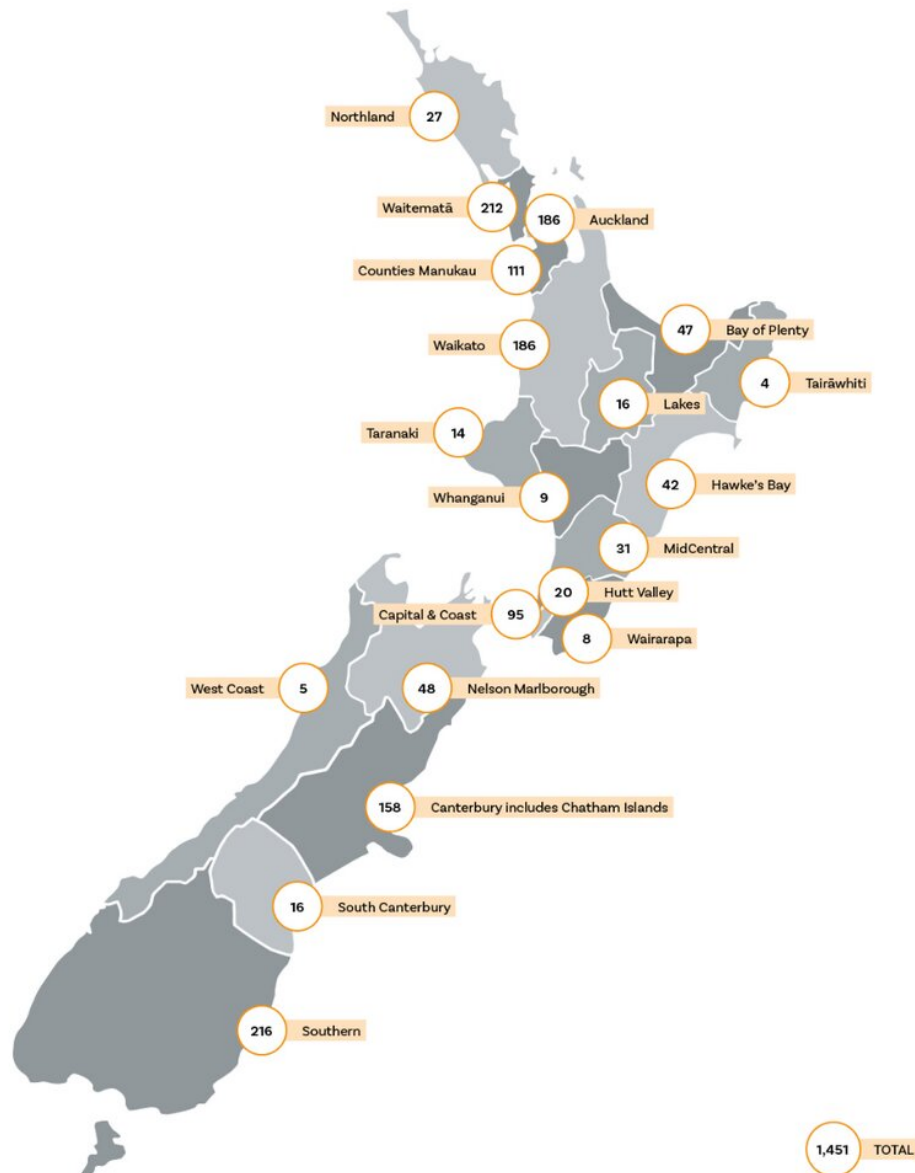 Northland 27
Waitematā 212
186 Auckland
Counties Manukau 111
Waikato 186
47 Bay of Plenty
4 Tairāwhiti
16 Lakes
Taranaki 14
42 Hawke's Bay
Whanganui 9
31 MidCentral
20 Hutt Valley
Capital & Coast 95
8 Wairarapa
West Coast 5
48 Nelson Marlborough
158 Canterbury includes Chatham Islands
16 South Canterbury
216 Southern
1,451 TOTAL